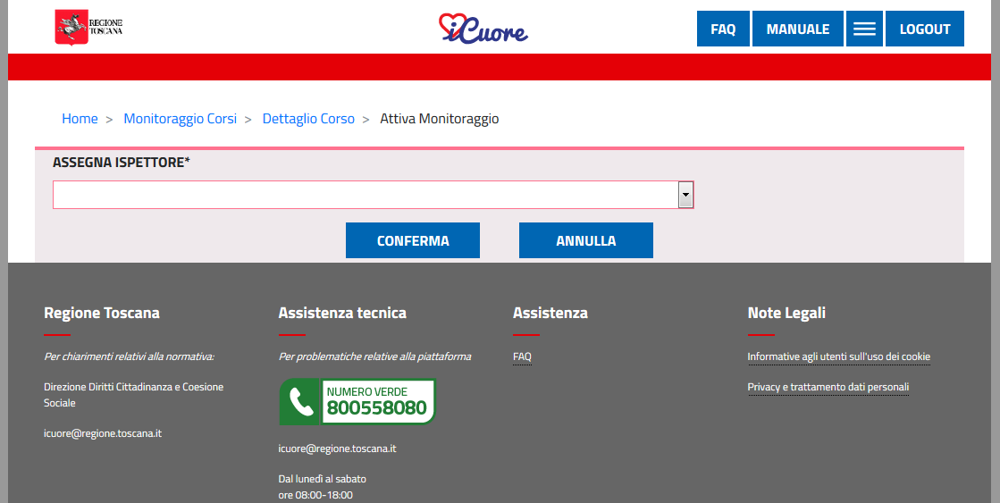 REGIONE
TOSCANA
iCuore
FAQ
MANUALE
LOGOUT
Home > Monitoraggio Corsi > Dettaglio Corso > Attiva Monitoraggio
ASSEGNA ISPETTORE*
CONFERMA
ANNULLA
Regione Toscana
Per chiarimenti relativi alla normativa:
Direzione Diritti Cittadinanza e Coesione
Sociale
icuore@regione.toscana.it
Assistenza tecnica
Per problematiche relative alla piattaforma
NUMERO VERDE
800558080
icuore@regione.toscana.it
Dal lunedì al sabato
ore 08:00-18:00
Assistenza
FAQ
Note Legali
Informative agli utenti sull'uso dei cookie
Privacy e trattamento dati personali